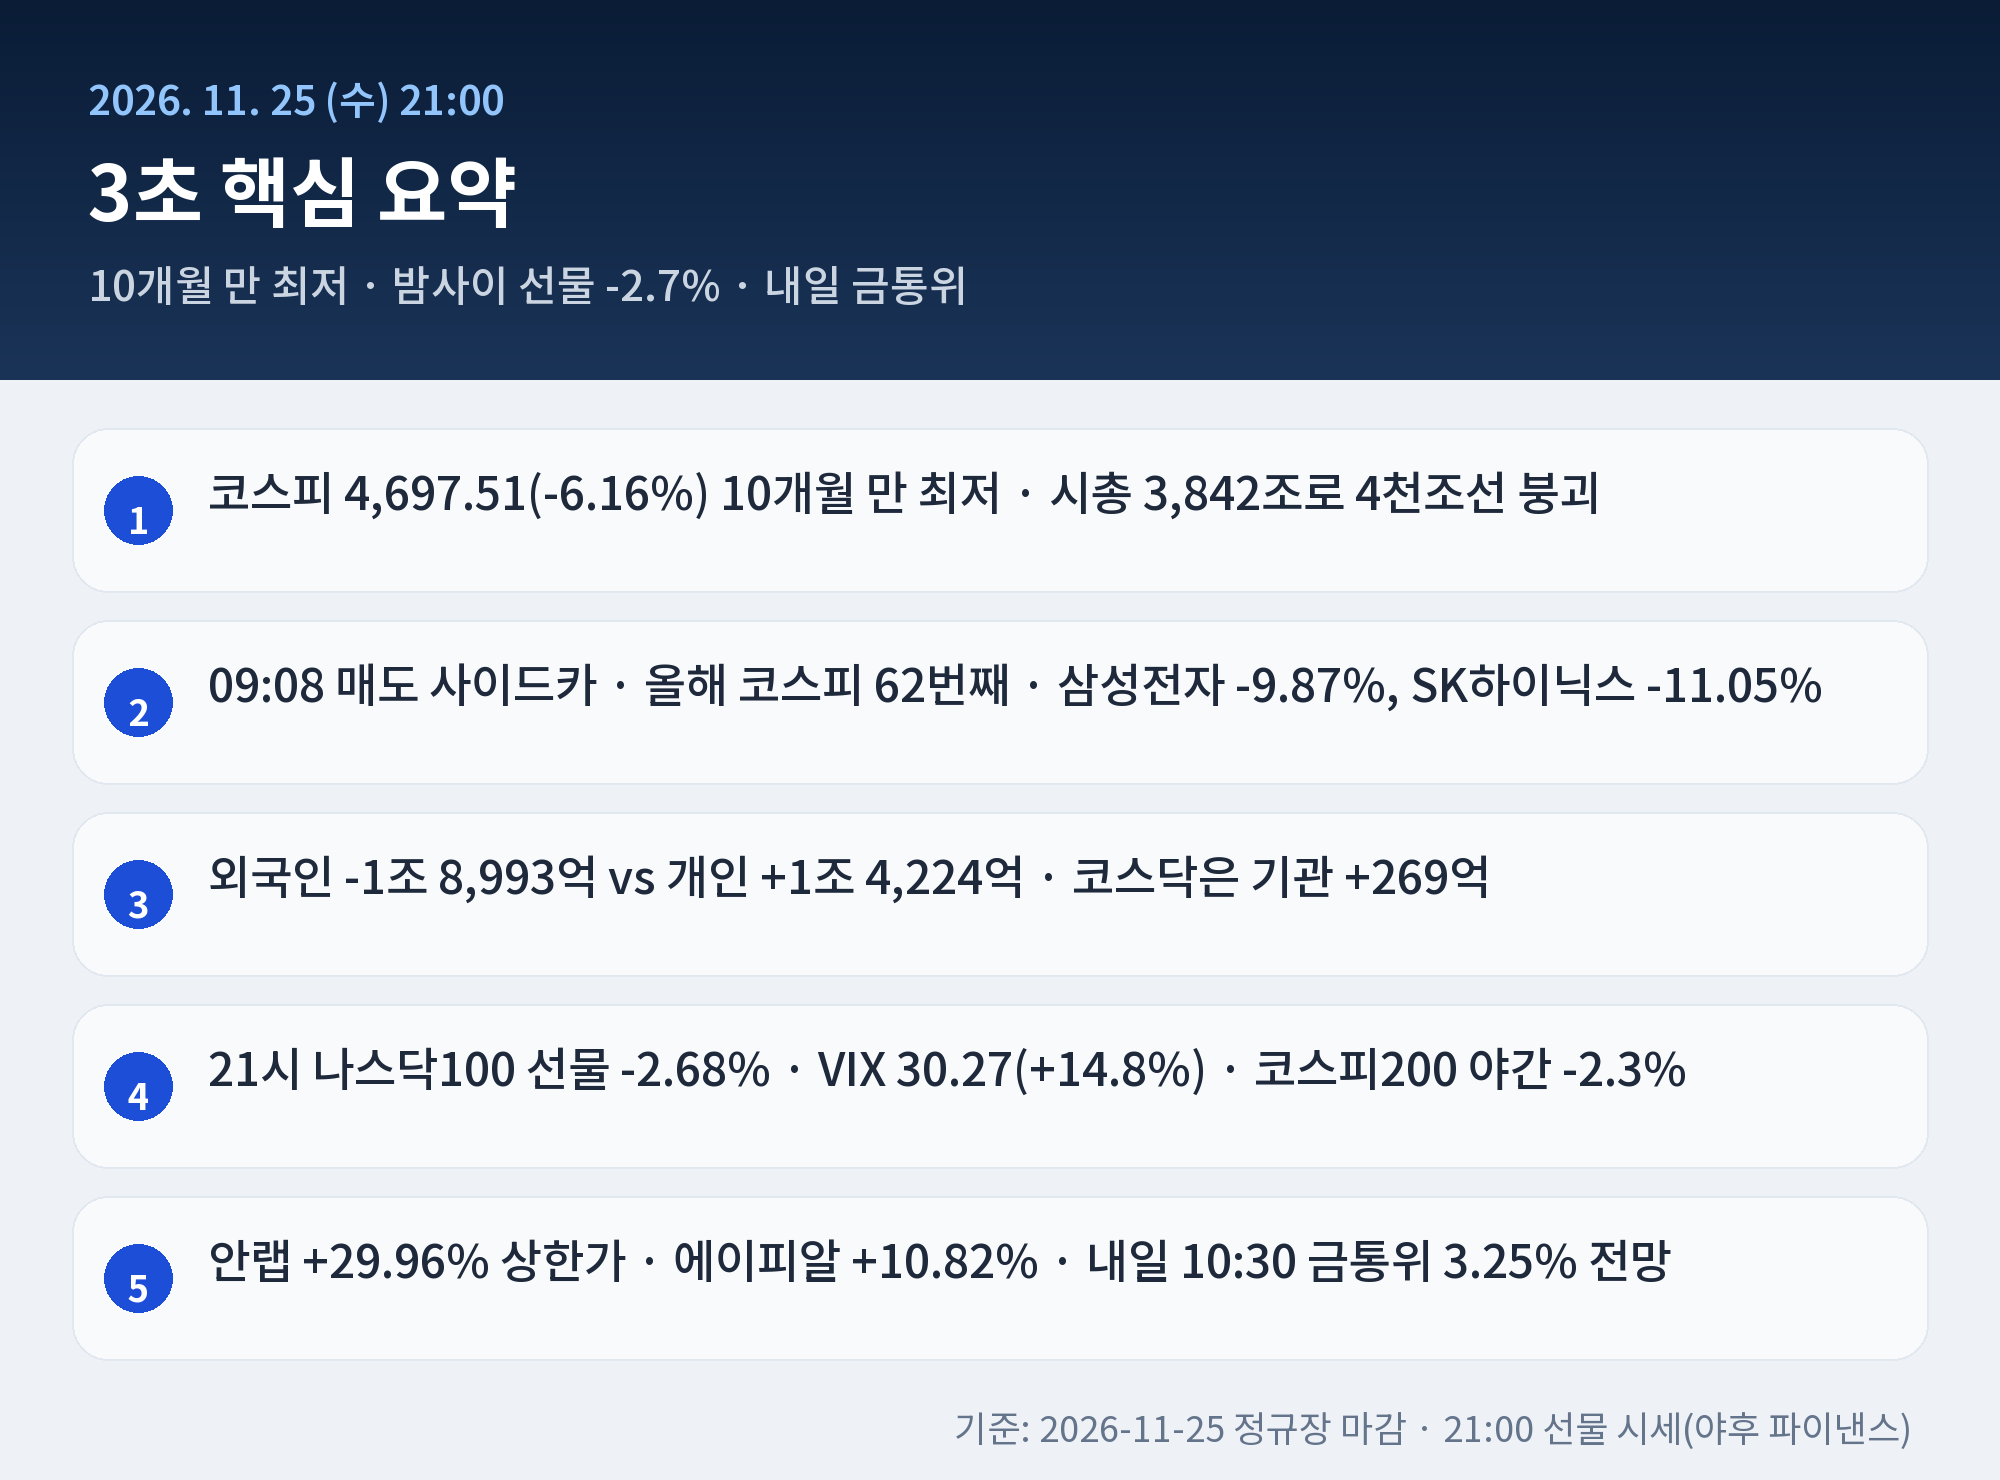 2026. 11. 25 (수) 21:00
3초 핵심 요약
10개월 만 최저 · 밤사이 선물 -2.7% · 내일 금통위
1 코스피 4,697.51(-6.16%) 10개월 만 최저 · 시총 3,842조로 4천조선 붕괴
2 09:08 매도 사이드카 · 올해 코스피 62번째 · 삼성전자 -9.87%, SK하이닉스 -11.05%
3 외국인 -1조 8,993억 vs 개인 +1조 4,224억 · 코스닥은 기관 +269억
4 21시 나스닥100 선물 -2.68% · VIX 30.27(+14.8%) · 코스피200 야간 -2.3%
5 안랩 +29.96% 상한가 · 에이피알 +10.82% · 내일 10:30 금통위 3.25% 전망
기준: 2026-11-25 정규장 마감 · 21:00 선물 시세(야후 파이낸스)